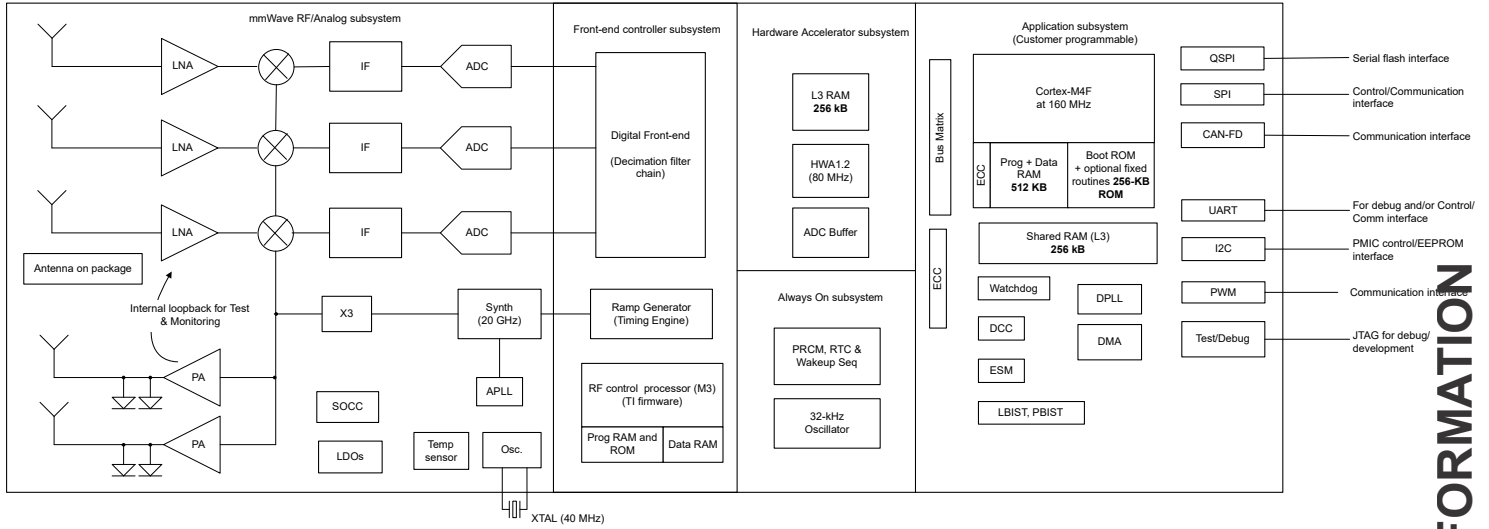 mmWave RF/Analog subsystem
LNA
IF
ADC
LNA
IF
ADC
LNA
IF
ADC
Antenna on package
Internal loopback for Test
& Monitoring
X3
Synth
(20 GHz)
PA
PA
APLL
SOCC
LDOs
Temp
sensor
Osc.
XTAL (40 MHz)
Front-end controller subsystem
Digital Front-end
(Decimation filter
chain)
Ramp Generator
(Timing Engine)
RF control processor (M3)
(TI firmware)
Prog RAM and
ROM
Data RAM
Hardware Accelerator subsystem
L3 RAM
256 kB
HWA1.2
(80 MHz)
ADC Buffer
Always On subsystem
PRCM, RTC &
Wakeup Seq
32-kHz
Oscillator
Application subsystem
(Customer programmable)
Bus Matrix
Cortex-M4F
at 160 MHz
ECC
Prog + Data
RAM
512 KB
Boot ROM
+ optional fixed
routines 256-KB
ROM
ECC
Shared RAM (L3)
256 kB
Watchdog
DPLL
DCC
DMA
ESM
LBIST, PBIST
QSPI
Serial flash interface
SPI
Control/Communication
interface
CAN-FD
Communication interface
UART
For debug and/or Control/
Comm interface
I2C
PMIC control/EEPROM
interface
PWM
Communication interface
Test/Debug
JTAG for debug/
development